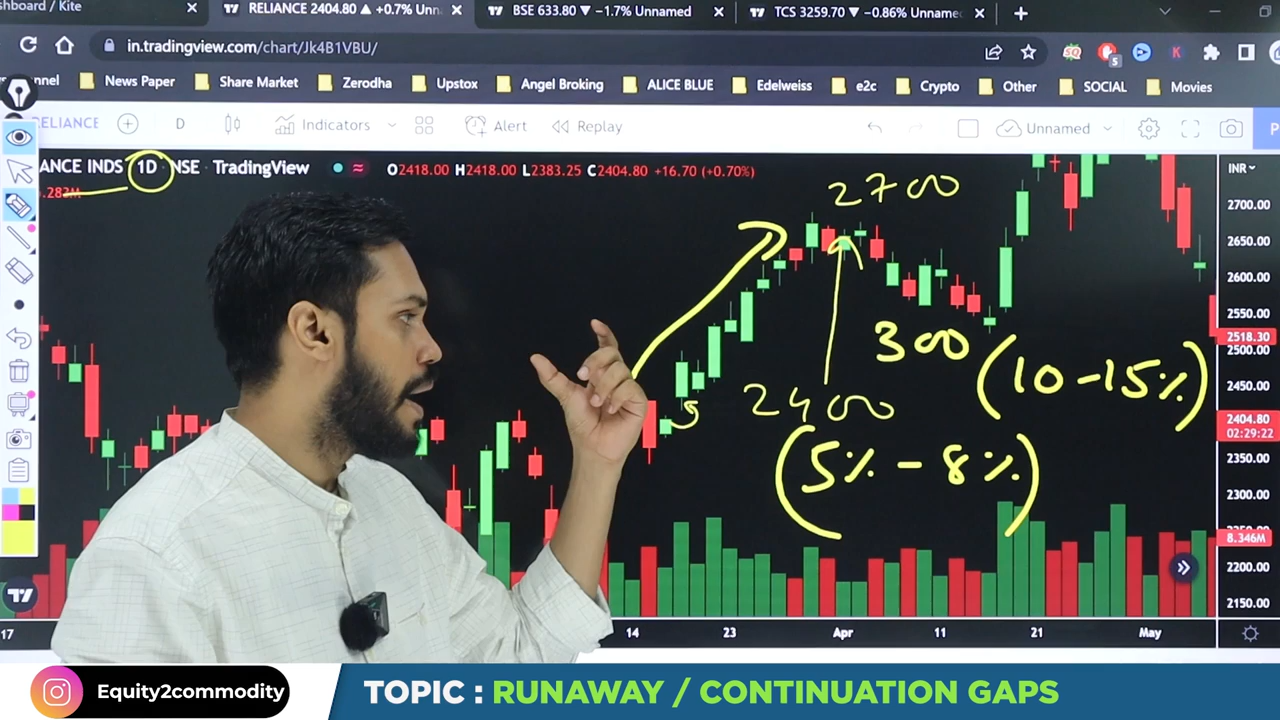 shboard / Kite
RELIANCE 2404.80 ▲ +0.7% Unn
BSE 633.80 ▼ −1.7% Unnamed
TCS 3259.70 ▼ −0.86% Unname
in.tradingview.com/chart/Jk4B1VBU/
nnel
News Paper
Share Market
Zerodha
Upstox
Angel Broking
ALICE BLUE
Edelweiss
e2c
Crypto
Other
SOCIAL
Movies
RELIANCE
D
Indicators
Alert
Replay
Unnamed
P
ANCE INDS 1D NSE TradingView
O2418.00 H2418.00 L2383.25 C2404.80 +16.70 (+0.70%)
INR
.283M
2700
2700.00
2650.00
2600.00
2550.00
2518.30
2500.00
300
(10-15%)
2450.00
2400
2404.80
02:29:22
(5% - 8%)
2350.00
2300.00
8.346M
2200.00
2150.00
17
14
23
Apr
11
21
May
Equity2commodity
TOPIC : RUNAWAY / CONTINUATION GAPS